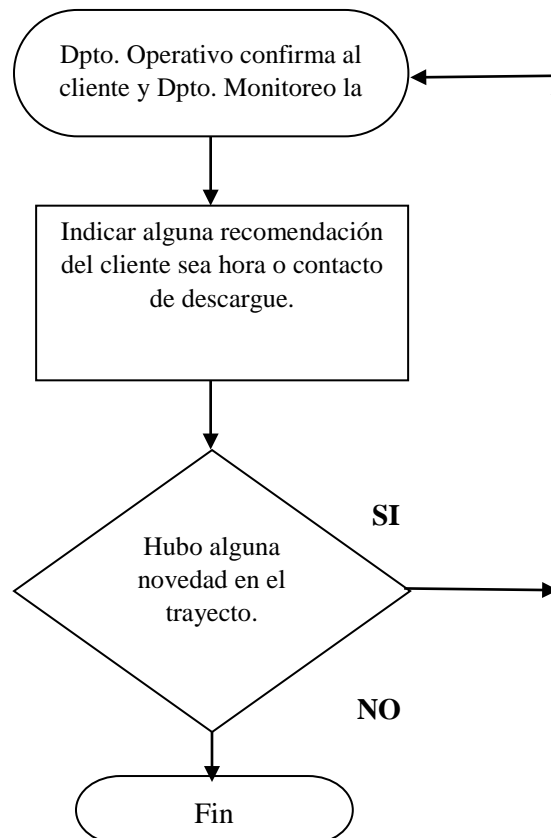 Dpto. Operativo confirma al
cliente y Dpto. Monitoreo la
Indicar alguna recomendación
del cliente sea hora o contacto
de descargue.
SI
Hubo alguna
novedad en el
trayecto.
NO
Fin